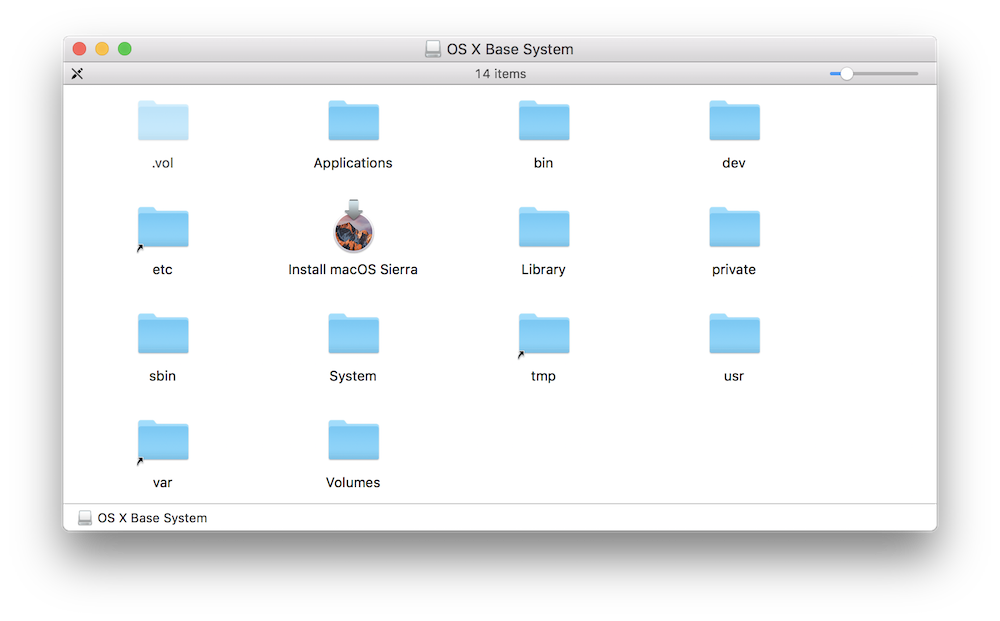 OS X Base System
14 items
.vol
Applications
bin
dev
etc
Install macOS Sierra
Library
private
sbin
System
tmp
usr
var
Volumes
OS X Base System